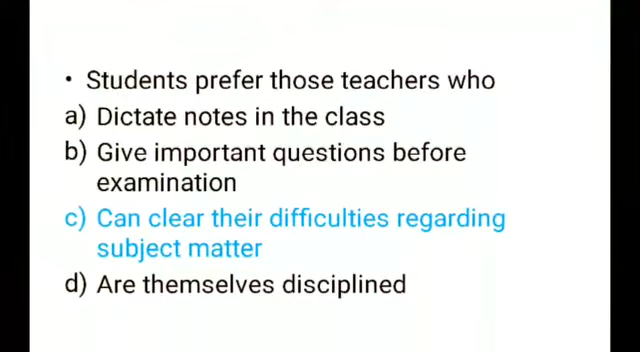 • Students prefer those teachers who
a) Dictate notes in the class
b) Give important questions before
examination
c) Can clear their difficulties regarding
subject matter
d) Are themselves disciplined